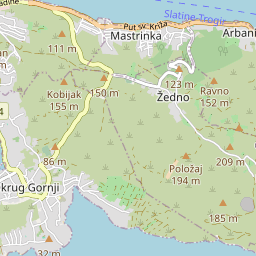 Slatine Trogir
Put sv. Križa
Mastrinka
Arbani
111 m
123 m
Ravno
152 m
Kobijak
155 m
150 m
Žedno
86 m
krug Gornji
Položaj
194 m
209 m
185 m
32 m